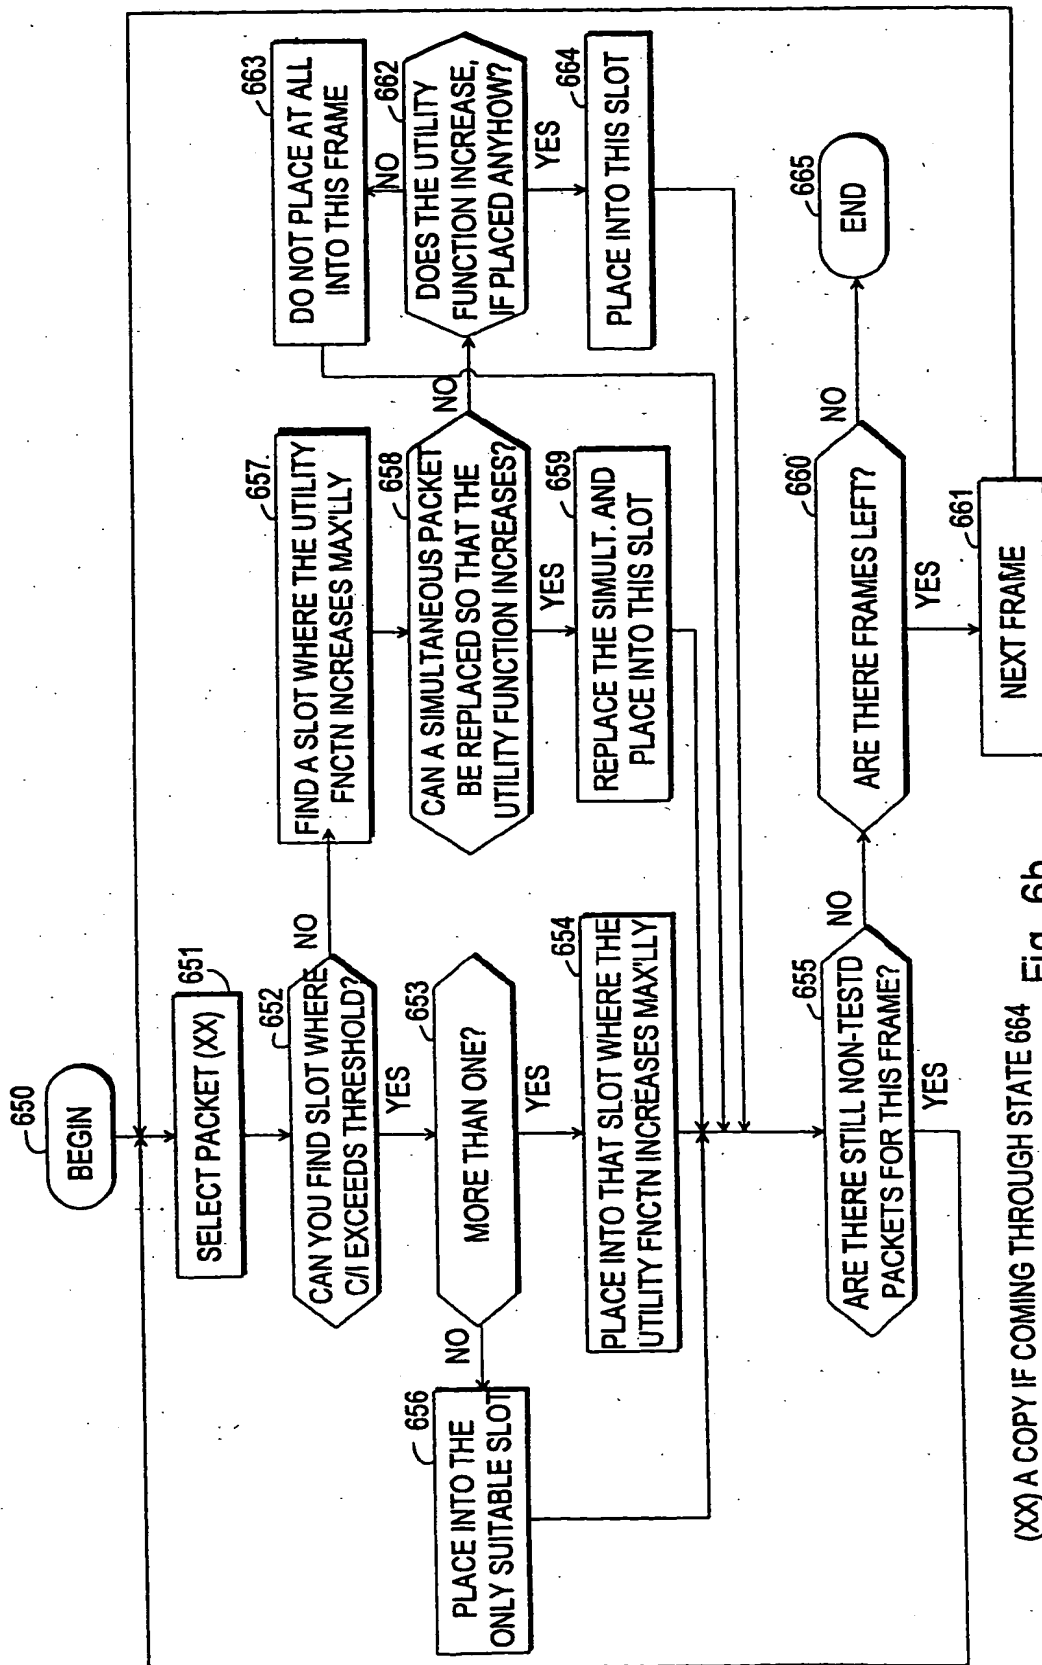 650
BEGIN
651
SELECT PACKET (XX)
652
CAN YOU FIND SLOT WHERE
C/I EXCEEDS THRESHOLD?
NO
YES
653
MORE THAN ONE?
NO
YES
656
PLACE INTO THE
ONLY SUITABLE SLOT
654
PLACE INTO THAT SLOT WHERE THE
UTILITY FNCTN INCREASES MAX'LLY
657
FIND A SLOT WHERE THE UTILITY
FNCTN INCREASES MAX'LLY
658
CAN A SIMULTANEOUS PACKET
BE REPLACED SO THAT THE
UTILITY FUNCTION INCREASES?
NO
YES
659
REPLACE THE SIMULT. AND
PLACE INTO THIS SLOT
663
DO NOT PLACE AT ALL
INTO THIS FRAME
NO
662
DOES THE UTILITY
FUNCTION INCREASE,
IF PLACED ANYHOW?
YES
664
PLACE INTO THIS SLOT
655
ARE THERE STILL NON-TESTD
PACKETS FOR THIS FRAME?
NO
YES
660
ARE THERE FRAMES LEFT?
NO
YES
665
END
661
NEXT FRAME
(XX) A COPY IF COMING THROUGH STATE 664
Fig. 6b